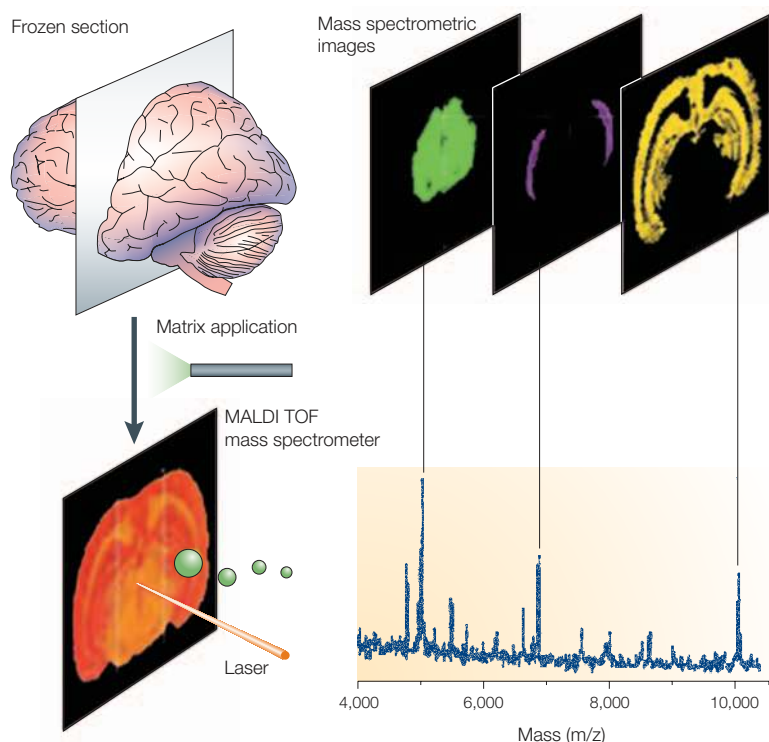 Frozen section
Mass spectrometric
images
Matrix application
MALDI TOF
mass spectrometer
Laser
4,000
6,000
8,000
10,000
Mass (m/z)